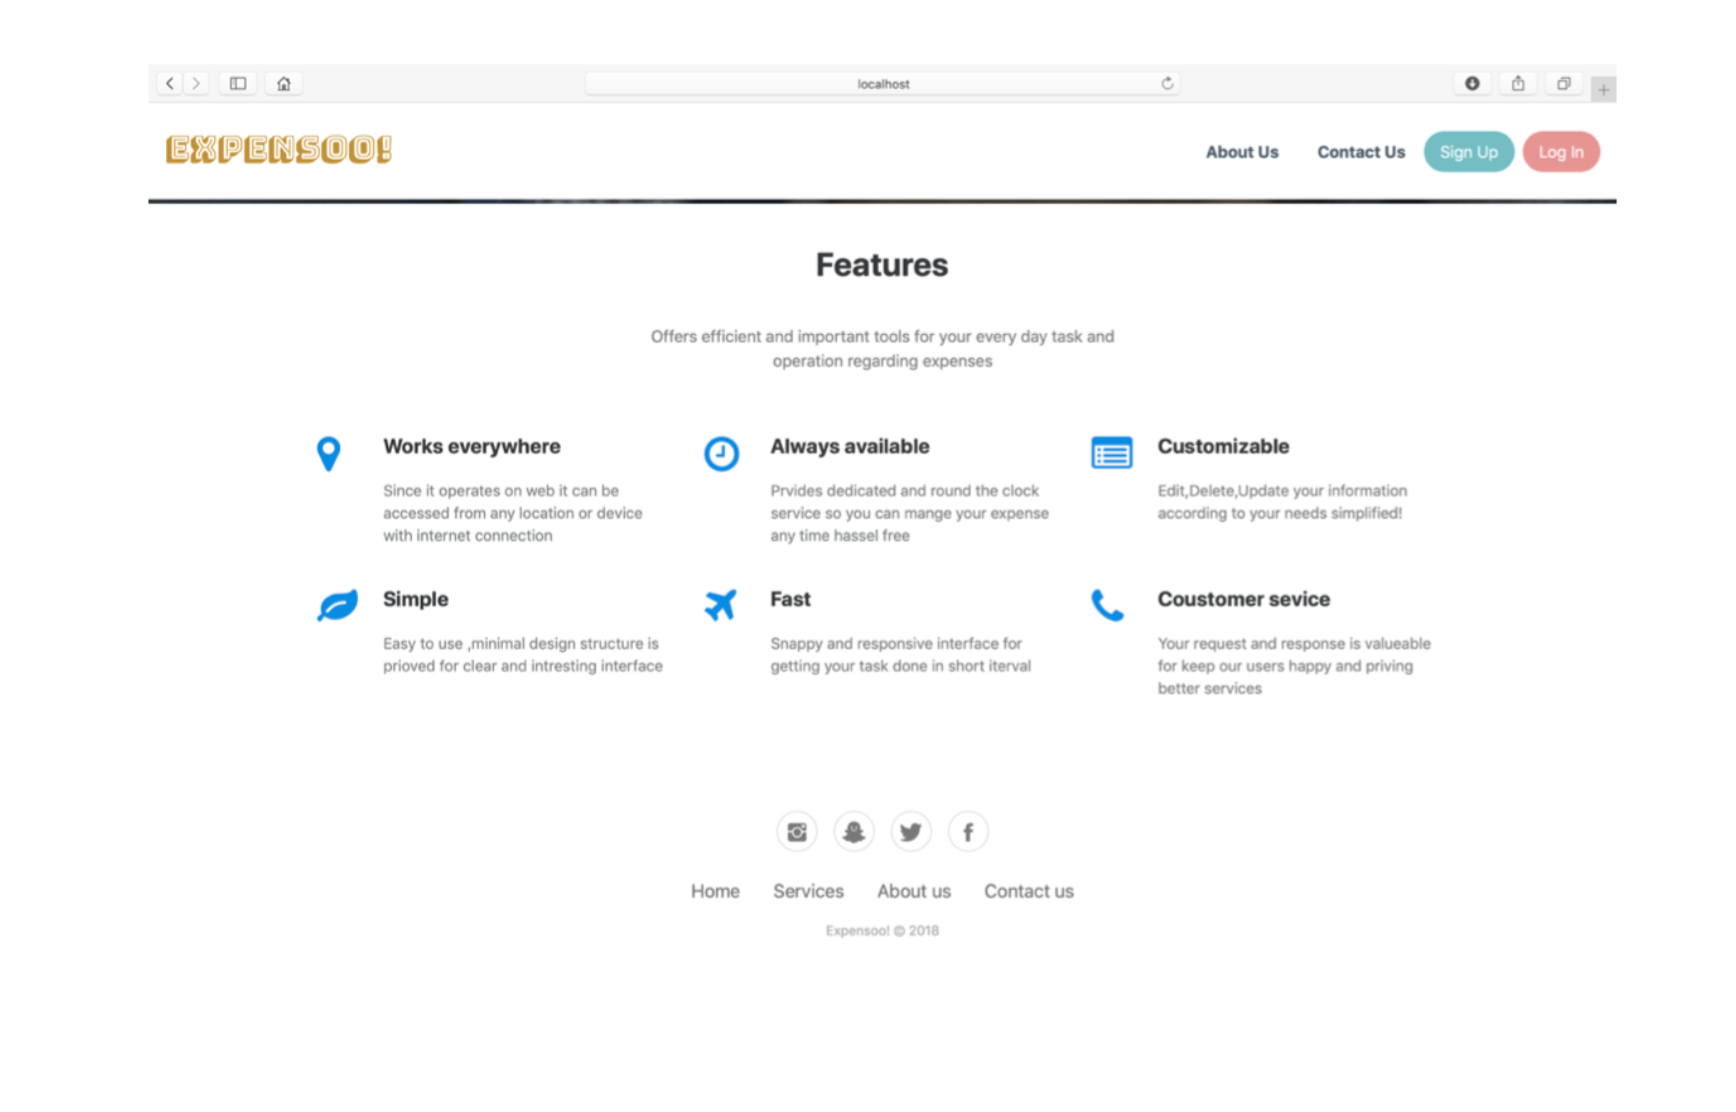 localhost
EXPENSOO!
About Us Contact Us Sign Up Log In
Features
Offers efficient and important tools for your every day task and
operation regarding expenses
Works everywhere
Since it operates on web it can be
accessed from any location or device
with internet connection
Always available
Prvides dedicated and round the clock
service so you can mange your expense
any time hassel free
Customizable
Edit,Delete,Update your information
according to your needs simplified!
Simple
Easy to use ,minimal design structure is
prioved for clear and intresting interface
Fast
Snappy and responsive interface for
getting your task done in short iterval
Coustomer sevice
Your request and response is valueable
for keep our users happy and priving
better services
Home Services About us Contact us
Expensoo! © 2018